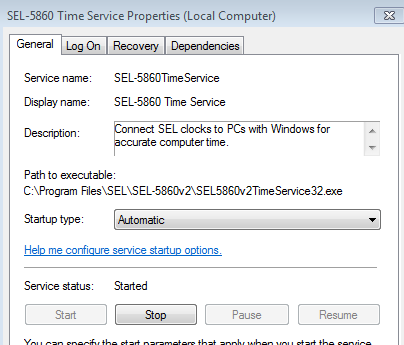 SEL-5860 Time Service Properties (Local Computer)
General Log On Recovery Dependencies
Service name: SEL-5860TimeService
Display name: SEL-5860 Time Service
Description: Connect SEL clocks to PCs with Windows for
accurate computer time.
Path to executable:
C:\Program Files\SEL\SEL-5860v2\SEL5860v2TimeService32.exe
Startup type: Automatic
Help me configure service startup options.
Service status: Started
Start Stop Pause Resume
You can specify the start parameters that apply when you start the service